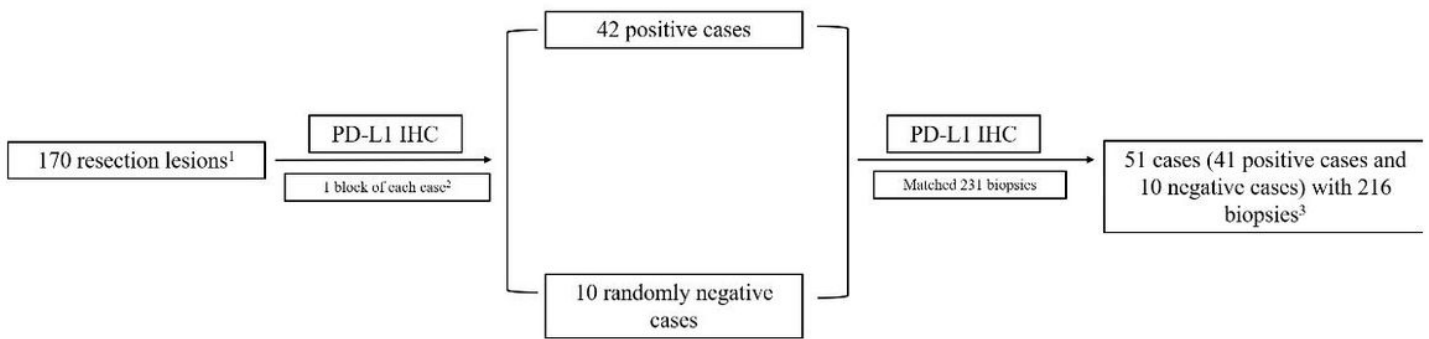 42 positive cases
PD-L1 IHC
PD-L1 IHC
170 resection lesions¹
1 block of each case²
Matched 231 biopsies
51 cases (41 positive cases and
10 negative cases) with 216
biopsies³
10 randomly negative
cases